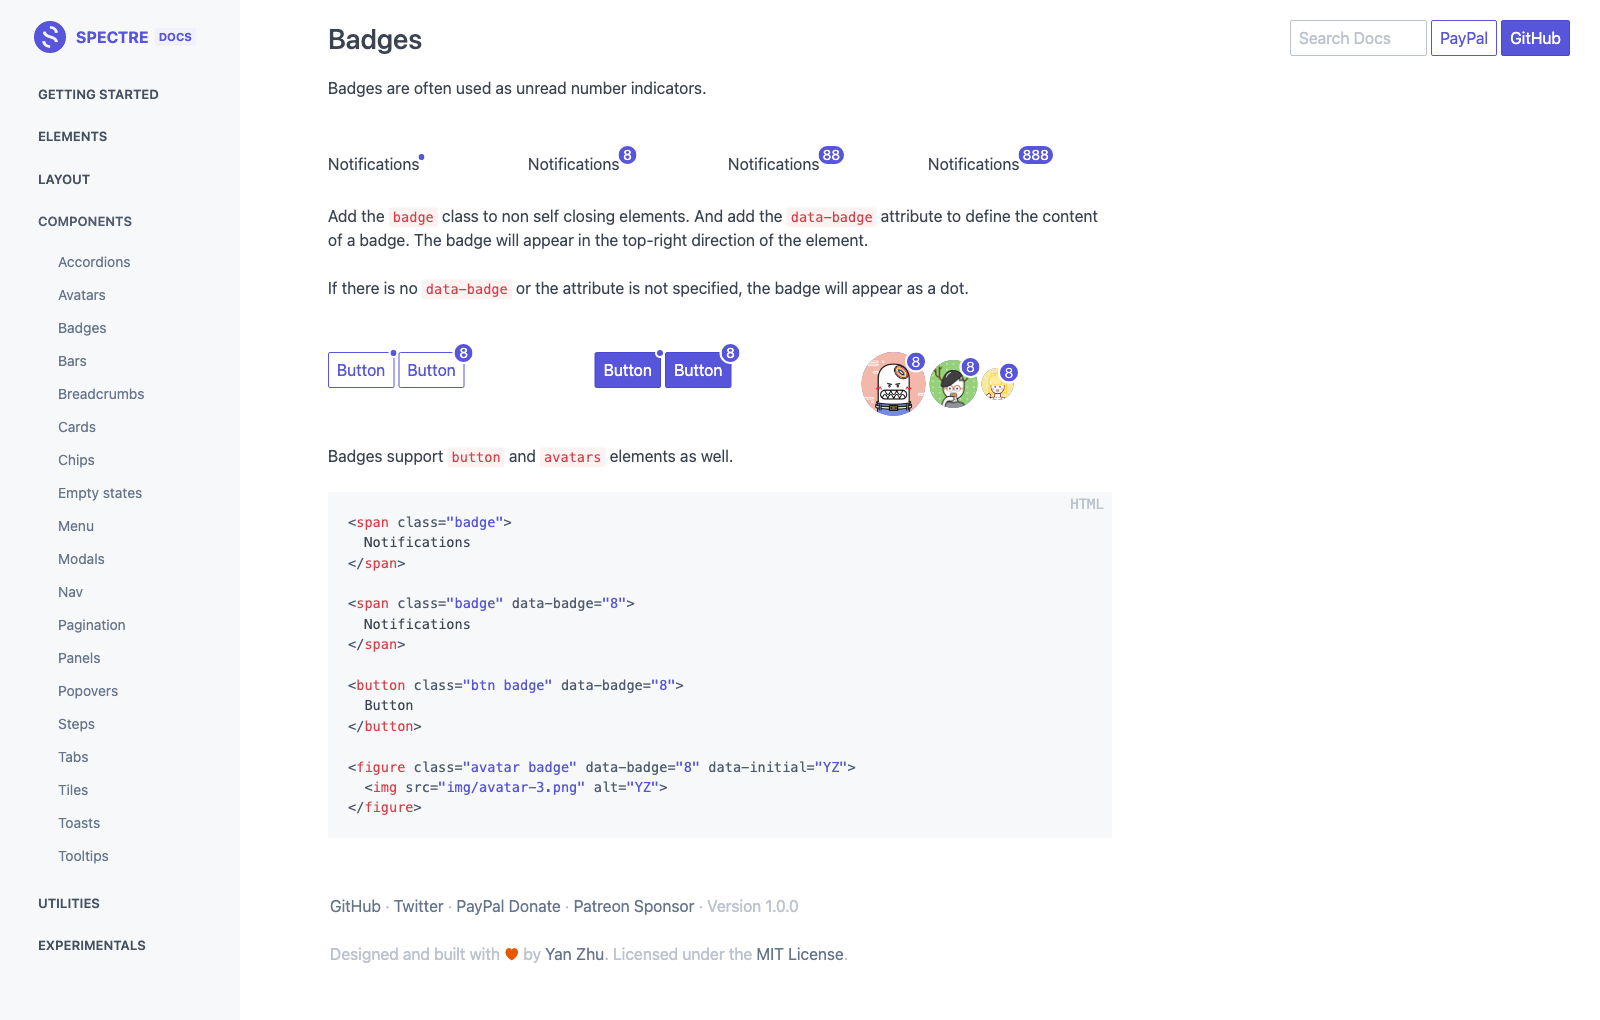 SPECTRE DOCS
GETTING STARTED
ELEMENTS
LAYOUT
COMPONENTS
Accordions
Avatars
Badges
Bars
Breadcrumbs
Cards
Chips
Empty states
Menu
Modals
Nav
Pagination
Panels
Popovers
Steps
Tabs
Tiles
Toasts
Tooltips
UTILITIES
EXPERIMENTALS
Search Docs PayPal GitHub
Badges
Badges are often used as unread number indicators.
Notifications Notifications 8 Notifications 88 Notifications 888
Add the badge class to non self closing elements. And add the data-badge attribute to define the content
of a badge. The badge will appear in the top-right direction of the element.
If there is no data-badge or the attribute is not specified, the badge will appear as a dot.
Button Button 8 Button Button 8 8 8 8
Badges support button and avatars elements as well.
HTML
<span class="badge">
  Notifications
</span>
<span class="badge" data-badge="8">
  Notifications
</span>
<button class="btn badge" data-badge="8">
  Button
</button>
<figure class="avatar badge" data-badge="8" data-initial="YZ">
  <img src="img/avatar-3.png" alt="YZ">
</figure>
GitHub · Twitter · PayPal Donate · Patreon Sponsor · Version 1.0.0
Designed and built with ♥ by Yan Zhu. Licensed under the MIT License.